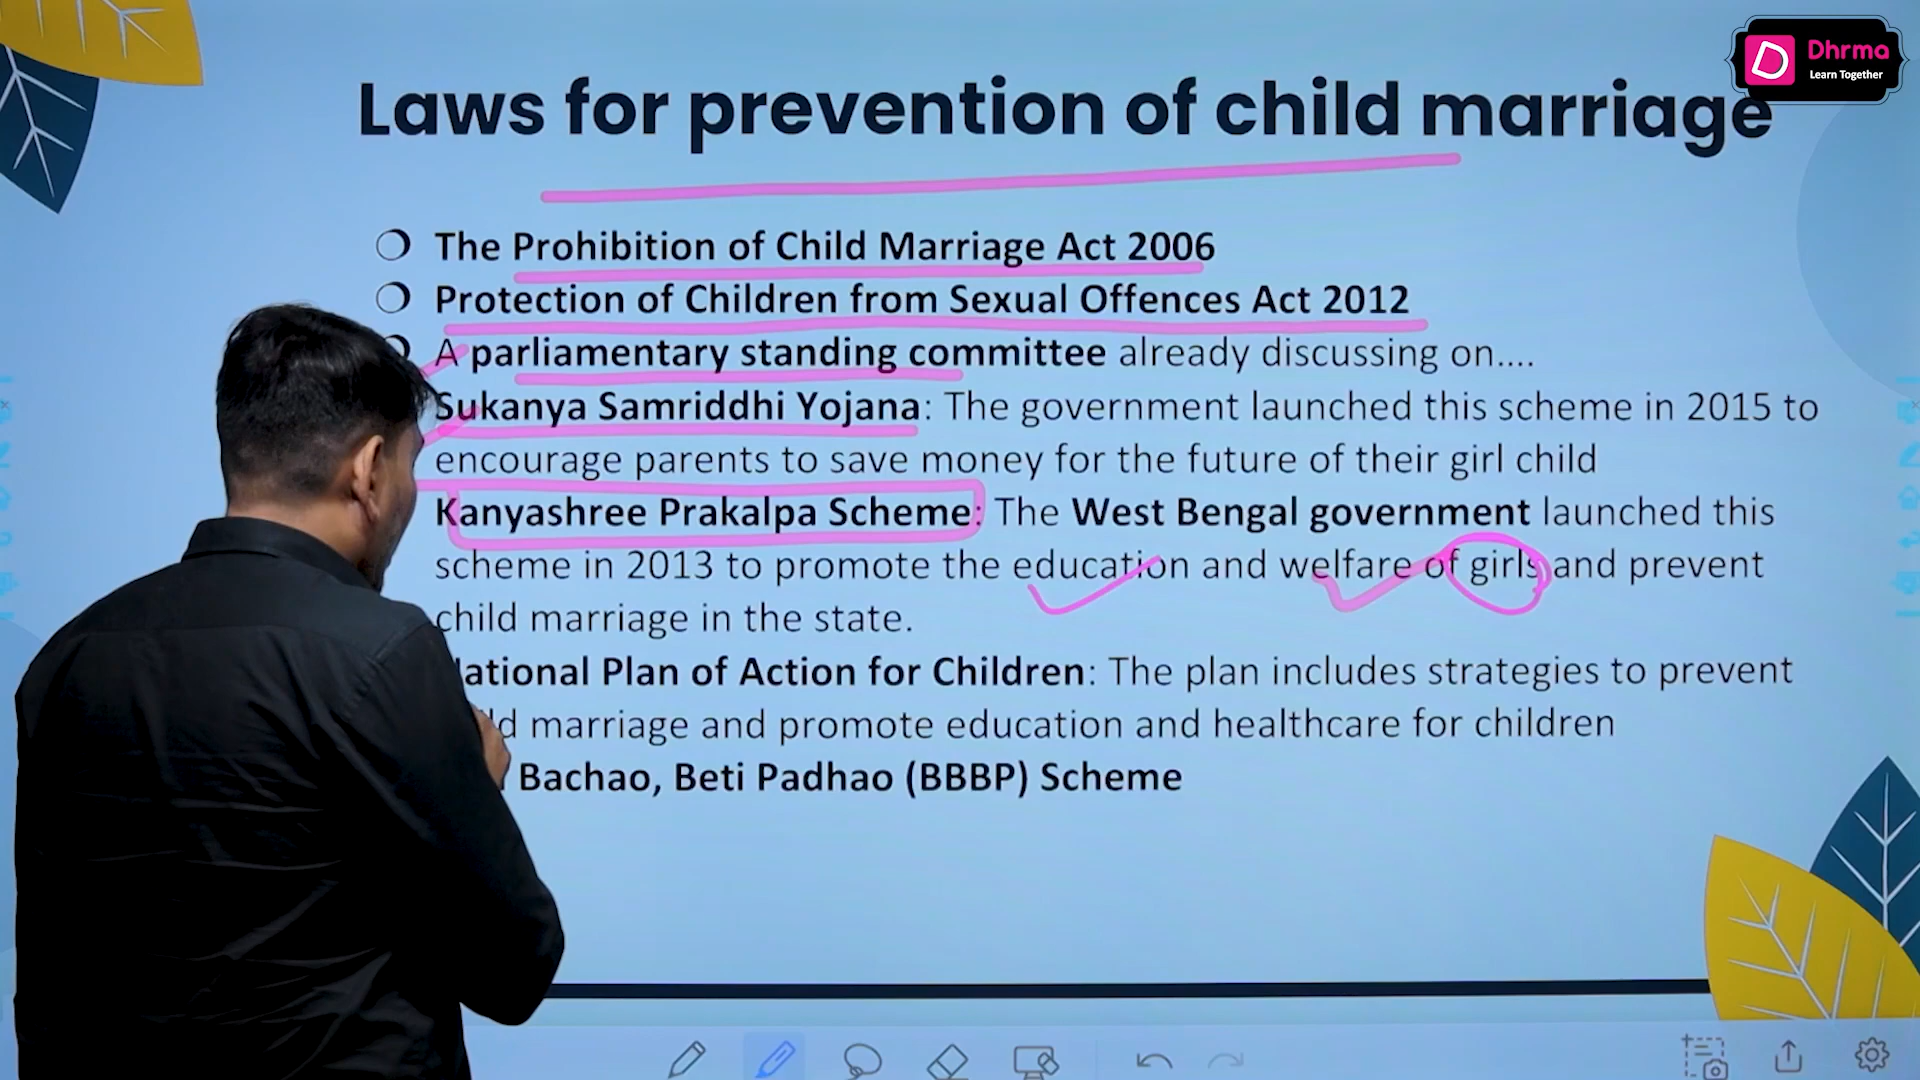 Dhrma
Learn Together
Laws for prevention of child marriage
The Prohibition of Child Marriage Act 2006
Protection of Children from Sexual Offences Act 2012
A parliamentary standing committee already discussing on....
Sukanya Samriddhi Yojana: The government launched this scheme in 2015 to
encourage parents to save money for the future of their girl child
Kanyashree Prakalpa Scheme: The West Bengal government launched this
scheme in 2013 to promote the education and welfare of girls and prevent
child marriage in the state.
ational Plan of Action for Children: The plan includes strategies to prevent
d marriage and promote education and healthcare for children
Bachao, Beti Padhao (BBBP) Scheme